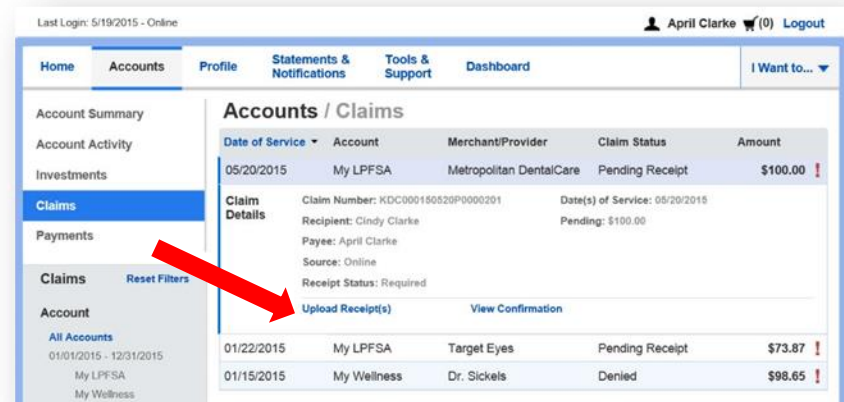 Last Login: 5/19/2015 - Online April Clarke (0) Logout
Home Accounts Profile Statements & Notifications Tools & Support Dashboard I Want to...
Account Summary
Account Activity
Investments
Claims
Payments
Claims Reset Filters
Account
All Accounts
01/01/2015 - 12/31/2015
My LPFSA
My Wellness
Accounts / Claims
Date of Service Account Merchant/Provider Claim Status Amount
05/20/2015 My LPFSA Metropolitan DentalCare Pending Receipt $100.00 !
Claim Details
Claim Number: KDC000150520P0000201 Date(s) of Service: 05/20/2015
Recipient: Cindy Clarke Pending: $100.00
Payee: April Clarke
Source: Online
Receipt Status: Required
Upload Receipt(s) View Confirmation
01/22/2015 My LPFSA Target Eyes Pending Receipt $73.87 !
01/15/2015 My Wellness Dr. Sickels Denied $98.65 !